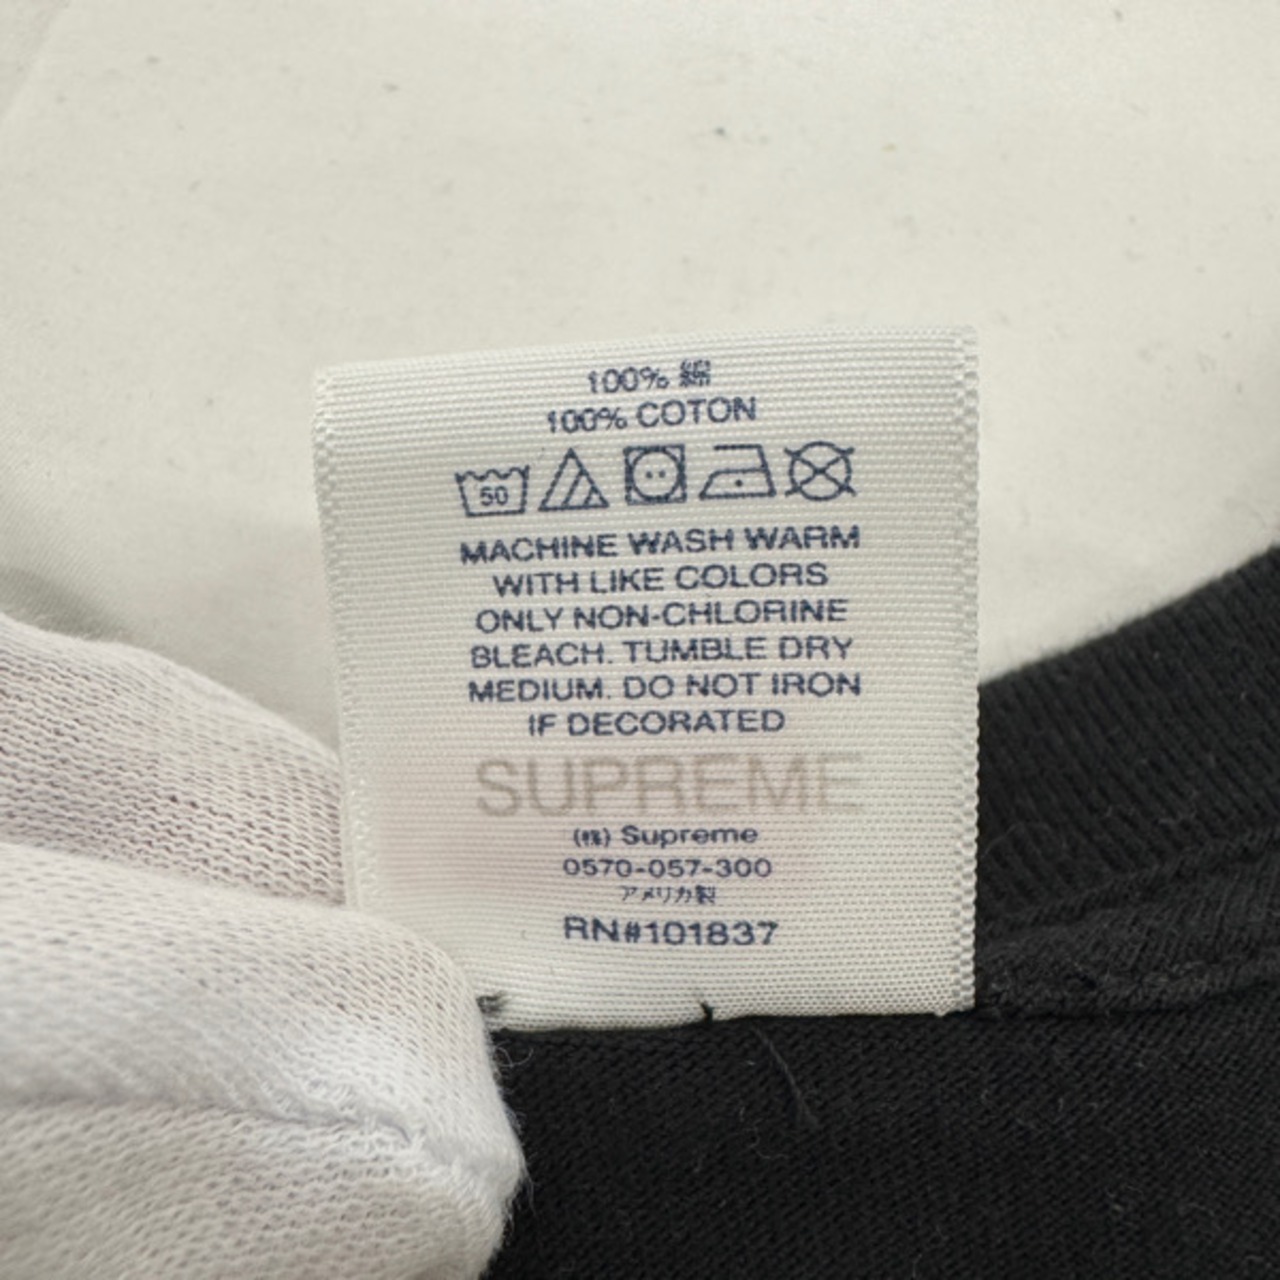 100% 綿
100% COTON
50
MACHINE WASH WARM
WITH LIKE COLORS
ONLY NON-CHLORINE
BLEACH. TUMBLE DRY
MEDIUM. DO NOT IRON
IF DECORATED
SUPREME
(株) Supreme
0570-057-300
アメリカ製
RN#101837